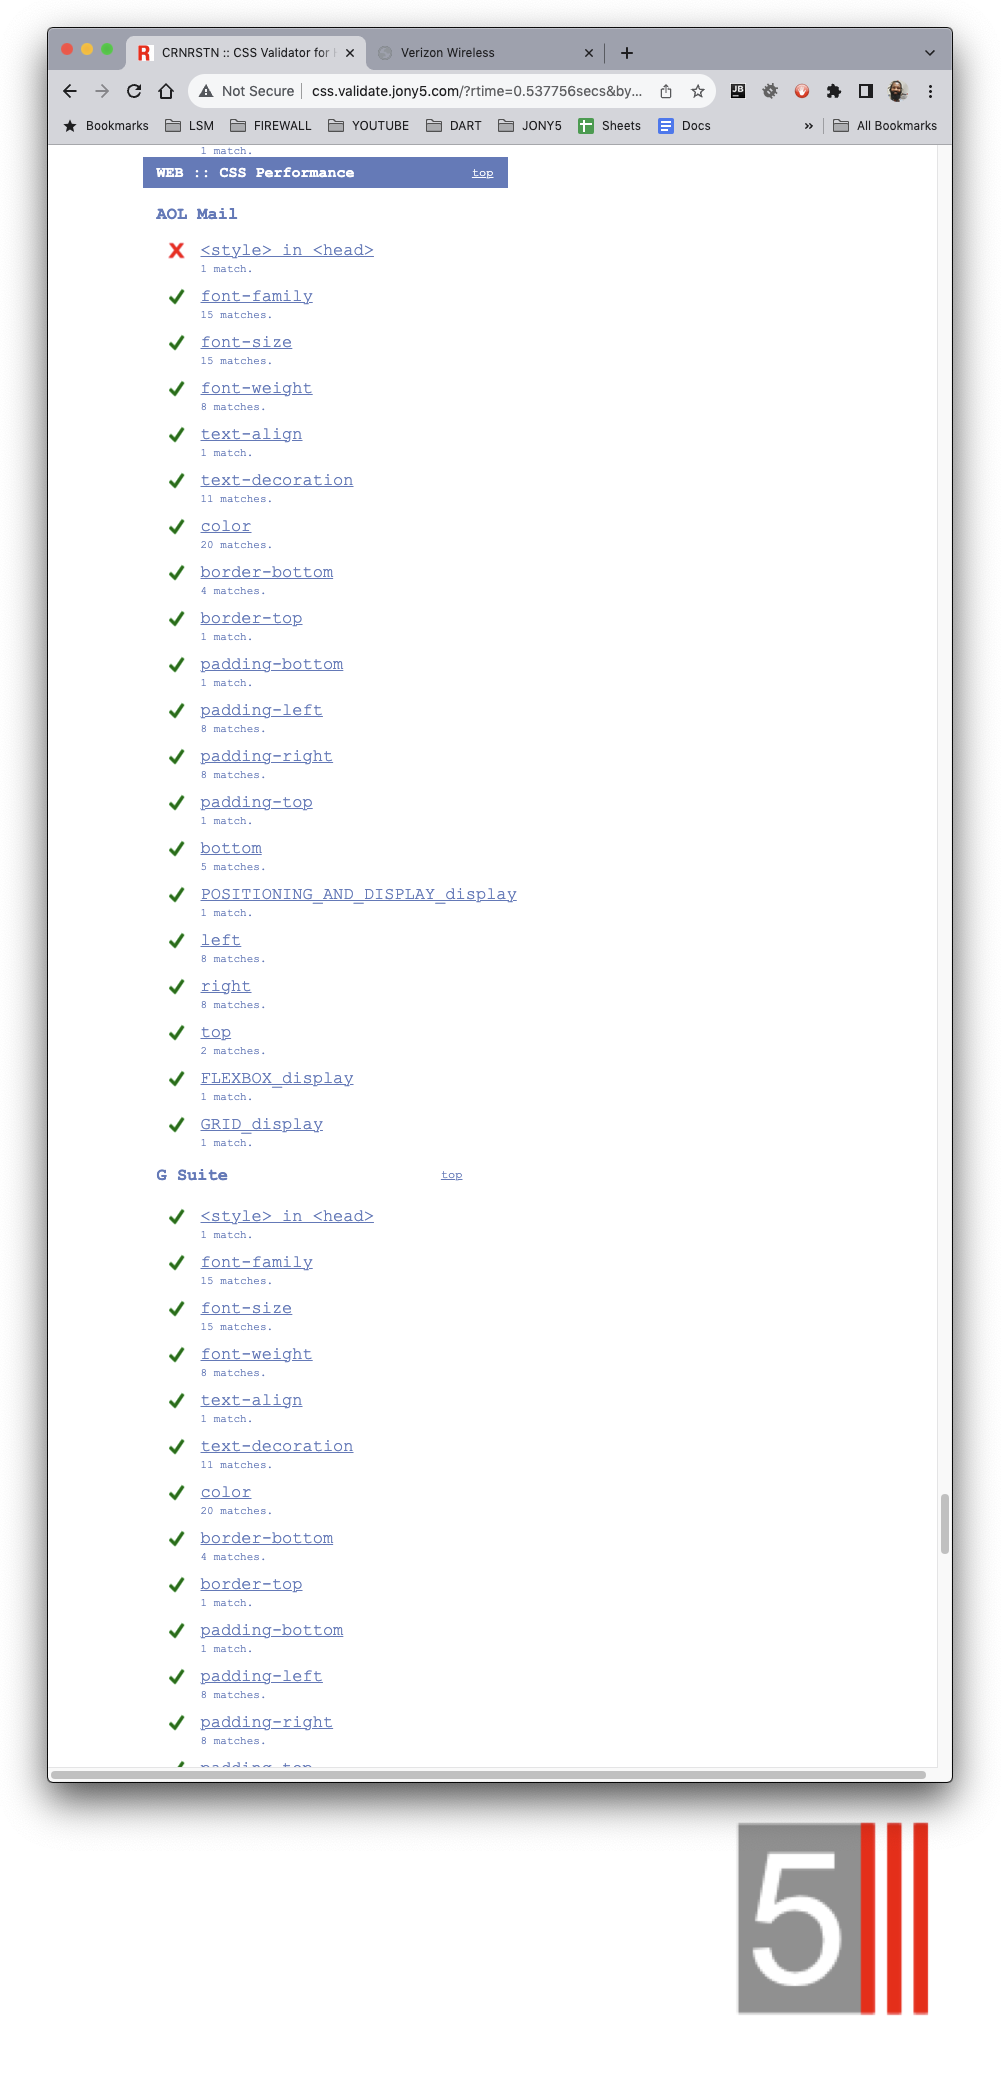 CRNRSTN :: CSS Validator for
Verizon Wireless
Not Secure
css.validate.jony5.com/?rtime=0.537756secs&by...
JB
Bookmarks
LSM
FIREWALL
YOUTUBE
DART
JONY5
Sheets
Docs
»
All Bookmarks
1 match.
WEB :: CSS Performance
top
AOL Mail
<style> in <head>
1 match.
font-family
15 matches.
font-size
15 matches.
font-weight
8 matches.
text-align
1 match.
text-decoration
11 matches.
color
20 matches.
border-bottom
4 matches.
border-top
1 match.
padding-bottom
1 match.
padding-left
8 matches.
padding-right
8 matches.
padding-top
1 match.
bottom
5 matches.
POSITIONING_AND_DISPLAY_display
1 match.
left
8 matches.
right
8 matches.
top
2 matches.
FLEXBOX_display
1 match.
GRID_display
1 match.
G Suite
top
<style> in <head>
1 match.
font-family
15 matches.
font-size
15 matches.
font-weight
8 matches.
text-align
1 match.
text-decoration
11 matches.
color
20 matches.
border-bottom
4 matches.
border-top
1 match.
padding-bottom
1 match.
padding-left
8 matches.
padding-right
8 matches.
padding-top
5